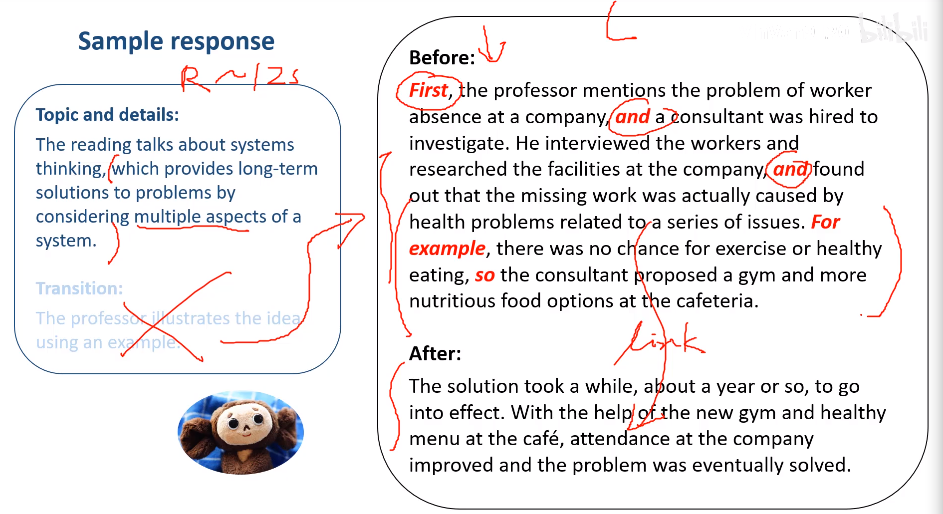 Sample response
R ~12s
Topic and details:
The reading talks about systems
thinking, which provides long-term
solutions to problems by
considering multiple aspects of a
system.
Transition:
The professor illustrates the idea
using an example.
Before:
First, the professor mentions the problem of worker
absence at a company, and a consultant was hired to
investigate. He interviewed the workers and
researched the facilities at the company, and found
out that the missing work was actually caused by
health problems related to a series of issues. For
example, there was no chance for exercise or healthy
eating, so the consultant proposed a gym and more
nutritious food options at the cafeteria.
link
After:
The solution took a while, about a year or so, to go
into effect. With the help of the new gym and healthy
menu at the café, attendance at the company
improved and the problem was eventually solved.
bilibili